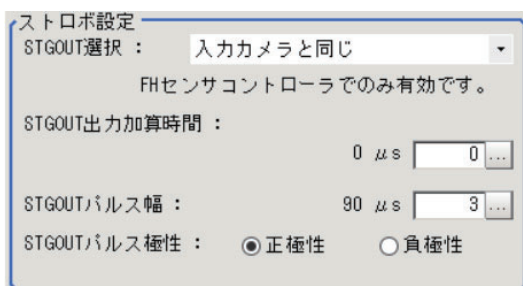 ストロボ設定
STGOUT選択 : 入力カメラと同じ
FHセンサコントローラでのみ有効です。
STGOUT出力加算時間 :
0 μs 0 ...
STGOUTパルス幅 : 90 μs 3 ...
STGOUTパルス極性 : 正極性 負極性